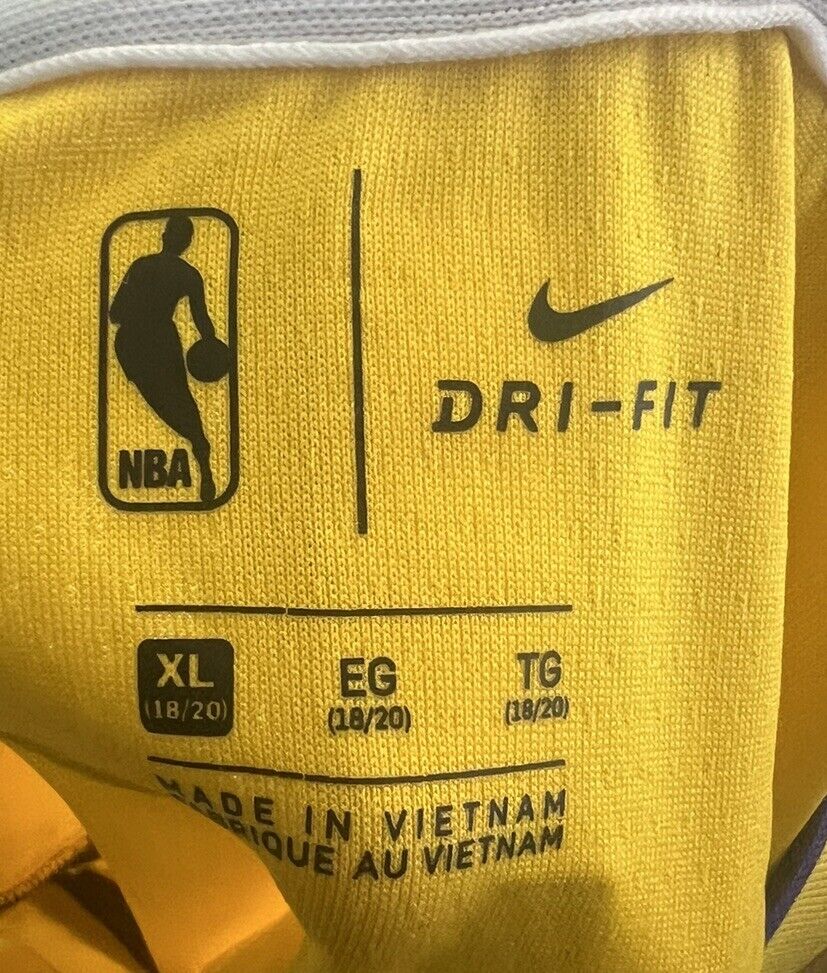 NBA
DRI-FIT
XL EG TG
(18/20) (18/20) (18/20)
MADE IN VIETNAM
FABRIQUE AU VIETNAM